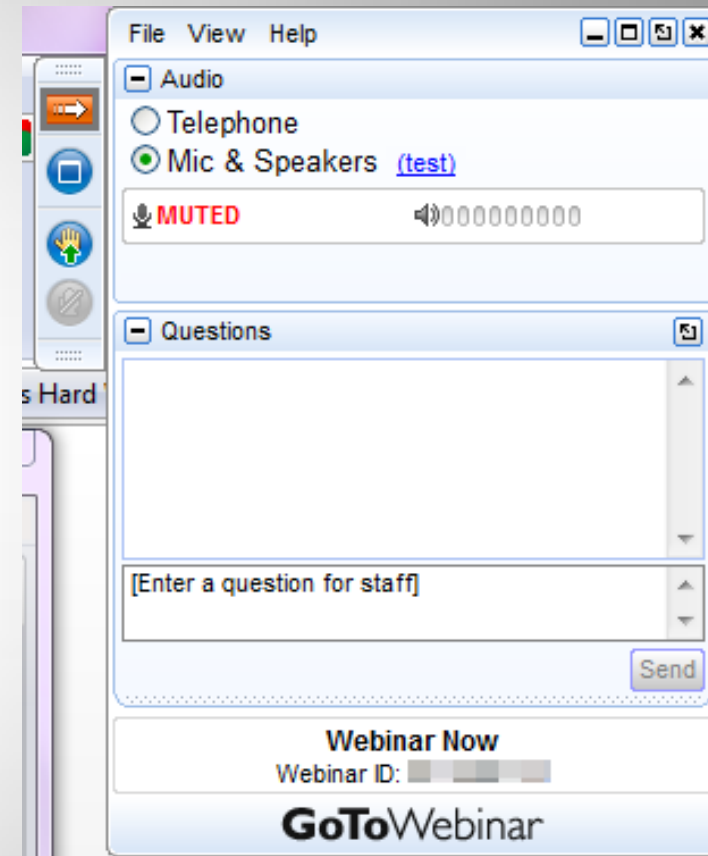 File View Help
Audio
Telephone
Mic & Speakers (test)
MUTED
Questions
s Hard
[Enter a question for staff]
Send
Webinar Now
Webinar ID:
GoToWebinar